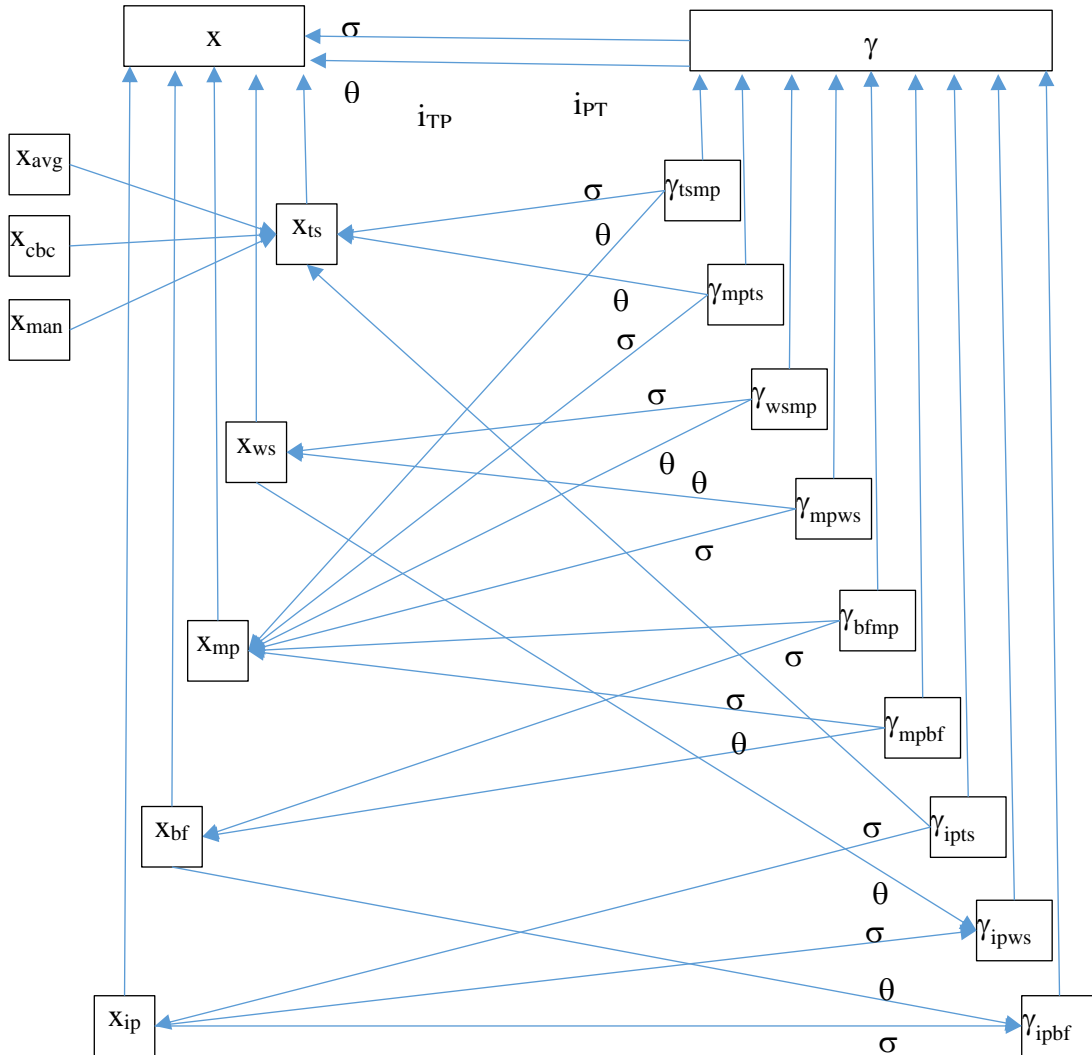 x
σ
γ
θ
iTP
iPT
xavg
xcbc
xman
xts
σ
γtsmp
θ
γmpts
θ
σ
γwsmp
σ
xws
θ
θ
γmpws
σ
γbfmp
xmp
σ
σ
γmpbf
θ
xbf
σ
γipts
θ
γipws
σ
θ
xip
σ
γipbf